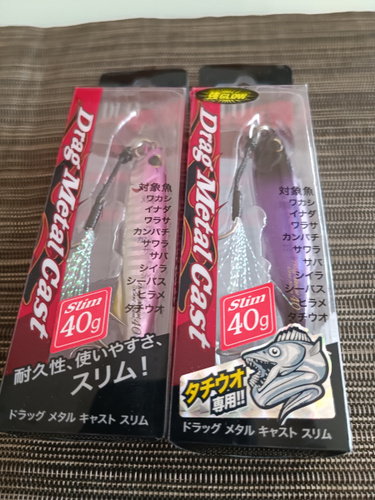 Drag Metal Cast
対象魚
ワカシ
イナダ
ワラサ
カンパチ
サワラ
サバ
シイラ
シーバス
ヒラメ
タチウオ
Slim
40g
耐久性、使いやすさ、
スリム!
ドラッグ メタル キャスト スリム
強GLOW
Drag Metal Cast
対象魚
ワカシ
イナダ
ワラサ
カンパチ
サワラ
サバ
シイラ
シーバス
ヒラメ
タチウオ
Slim
40g
タチウオ
専用!!
ドラッグ メタル キャスト スリム